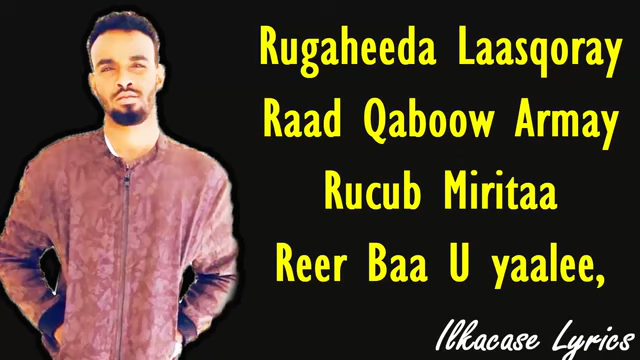 Rugaheeda Laasqoray
Raad Qaboow Armay
Rucub Miritaa
Reer Baa U yaalee,
Ilkacase Lyrics